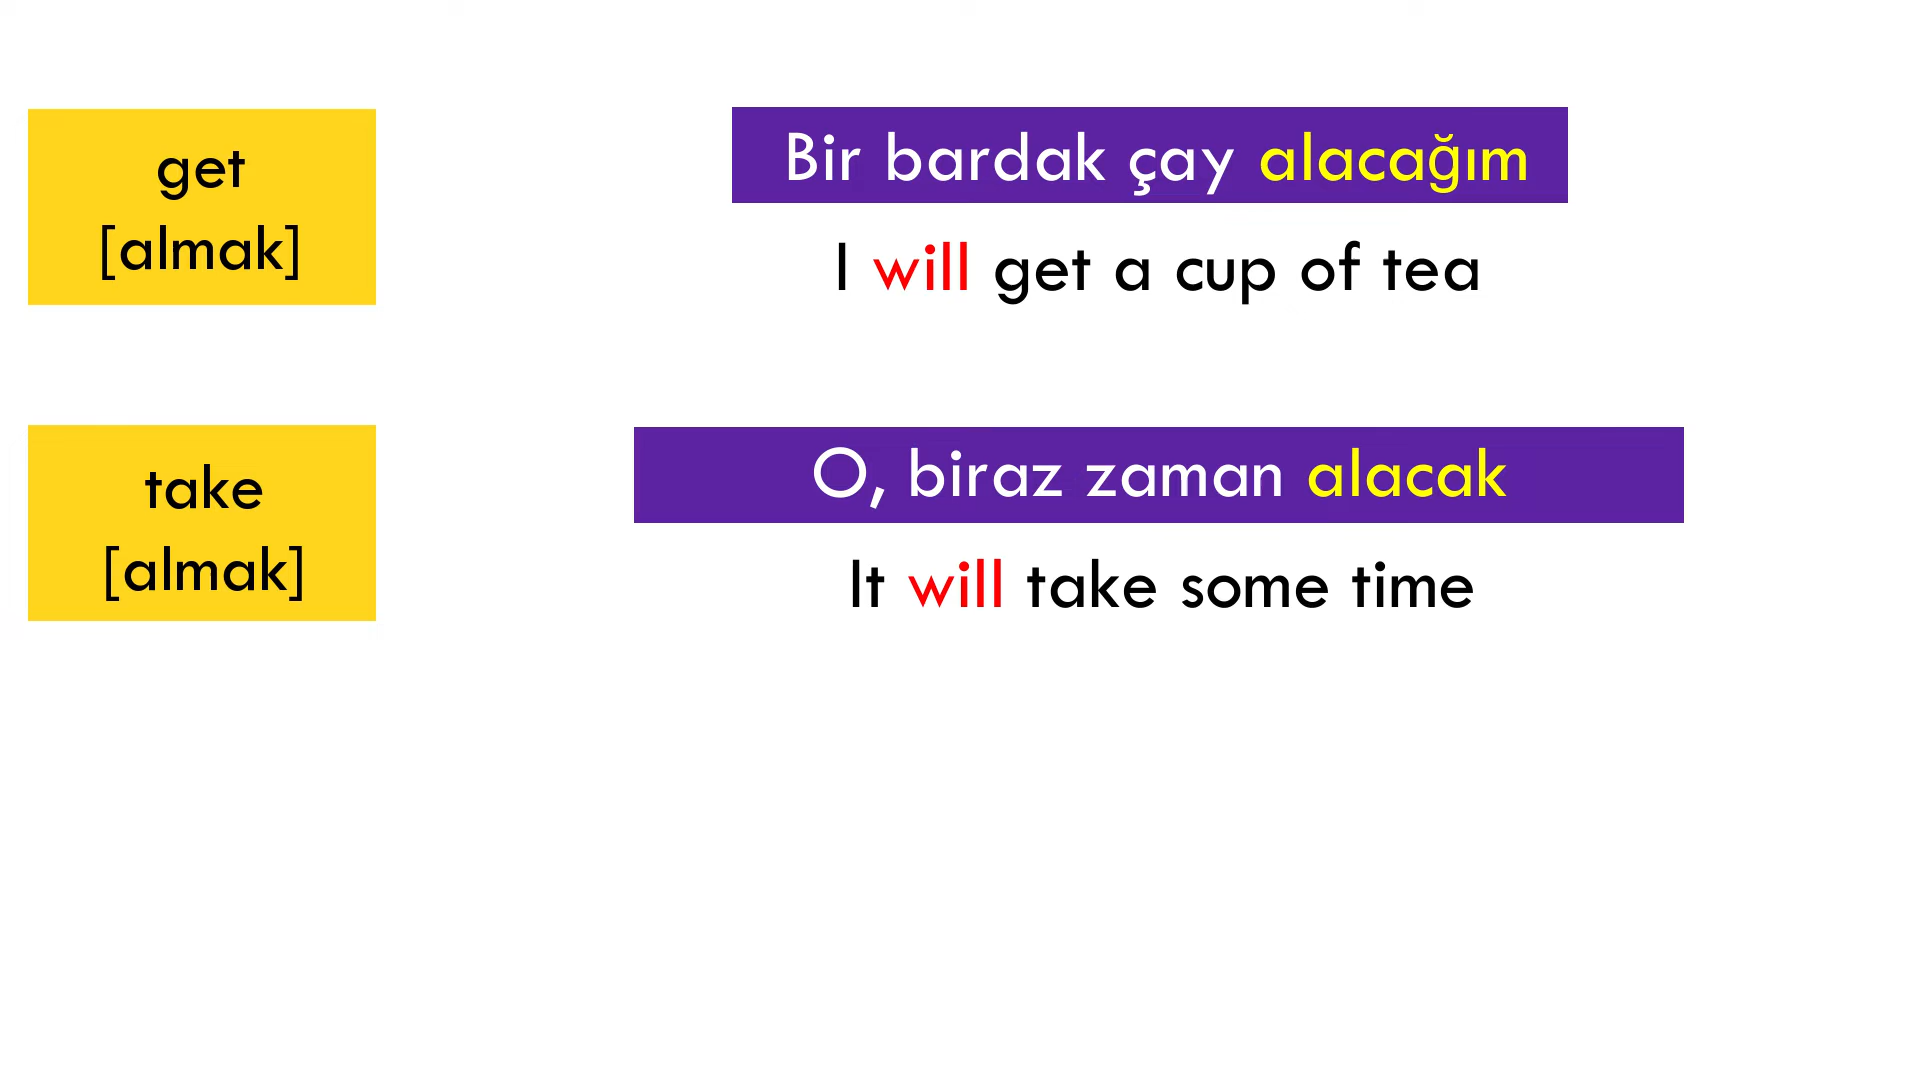 get
[almak]
Bir bardak çay alacağım
I will get a cup of tea
take
[almak]
O, biraz zaman alacak
It will take some time